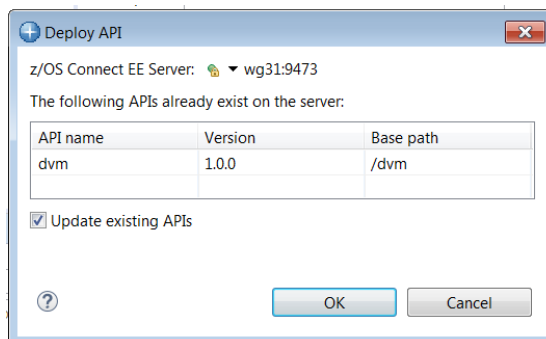 Deploy API
z/OS Connect EE Server: wg31:9473
The following APIs already exist on the server:
API name Version Base path
dvm 1.0.0 /dvm
Update existing APIs
? OK Cancel